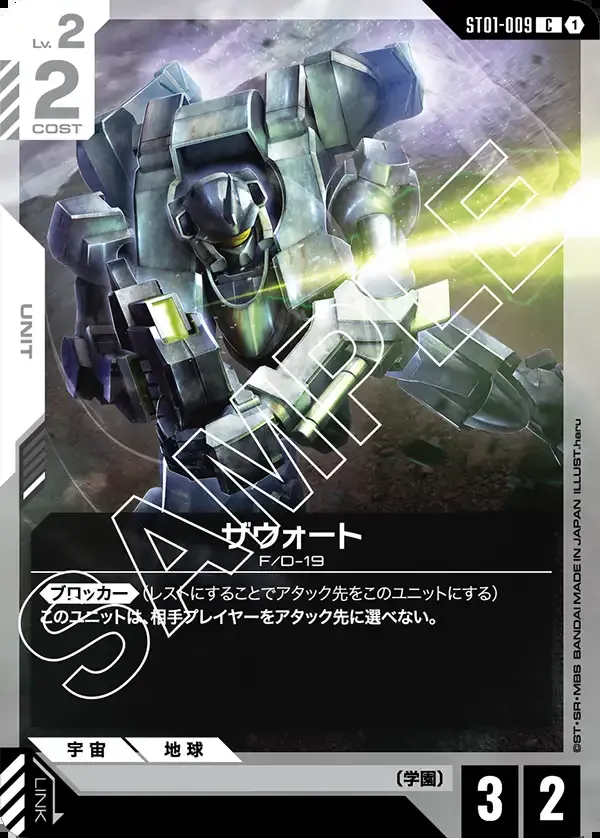 ST01-009 C 1
Lv. 2
2
COST
UNIT
SAMPLE
ザウォート
F/D-19
ブロッカー (レストにすることでアタック先をこのユニットにする)
このユニットは、相手プレイヤーをアタック先に選べない。
宇宙 地球
LINK
〔学園〕
3 2
©ST・SR・MBS BANDAI MADE IN JAPAN ILLUST.haru